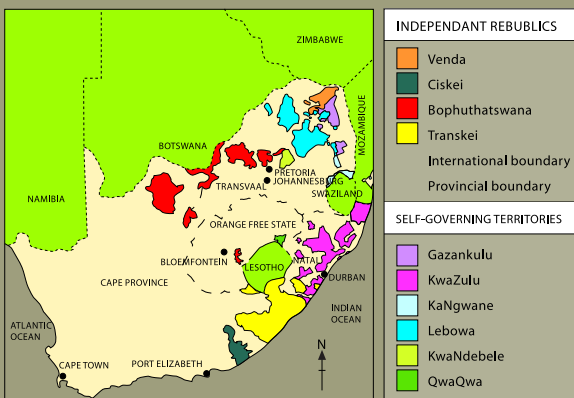 ZIMBABWE
MOZAMBIQUE
BOTSWANA
NAMIBIA
PRETORIA
JOHANNESBURG
TRANSVAAL
SWAZILAND
ORANGE FREE STATE
BLOEMFONTEIN
LESOTHO
NATAL
DURBAN
CAPE PROVINCE
INDIAN
OCEAN
ATLANTIC
OCEAN
CAPE TOWN
PORT ELIZABETH
N
INDEPENDANT REBUBLICS
Venda
Ciskei
Bophuthatswana
Transkei
International boundary
Provincial boundary
SELF-GOVERNING TERRITORIES
Gazankulu
KwaZulu
KaNgwane
Lebowa
KwaNdebele
QwaQwa